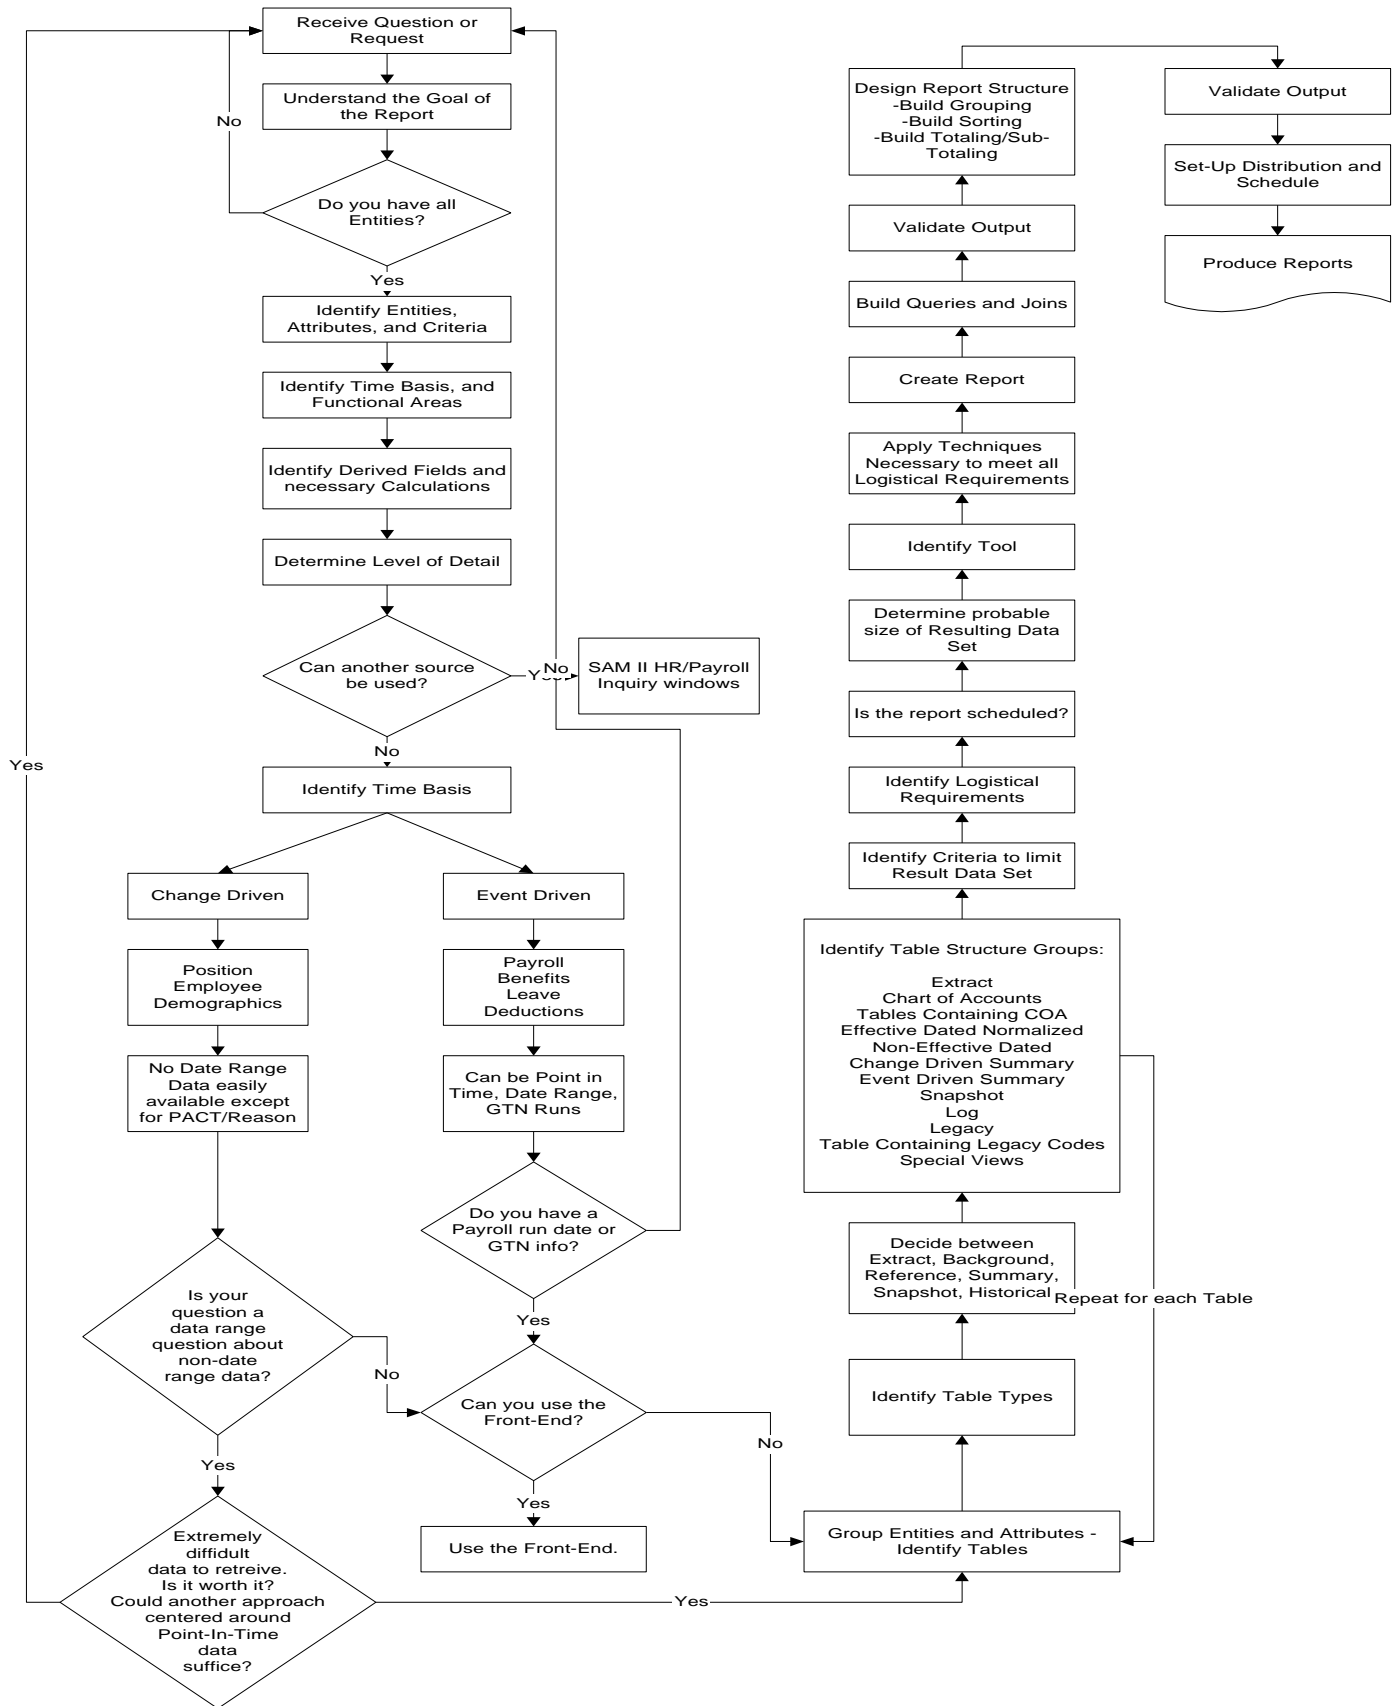 Receive Question or
Request
Understand the Goal of
the Report
No
Do you have all
Entities?
Yes
Identify Entities,
Attributes, and Criteria
Identify Time Basis, and
Functional Areas
Identify Derived Fields and
necessary Calculations
Determine Level of Detail
Can another source
be used?
Yes
No
SAM II HR/Payroll
Inquiry windows
No
Identify Time Basis
Yes
Change Driven
Event Driven
Position
Employee
Demographics
Payroll
Benefits
Leave
Deductions
No Date Range
Data easily
available except
for PACT/Reason
Can be Point in
Time, Date Range,
GTN Runs
Do you have a
Payroll run date or
GTN info?
Is your
question a
data range
question about
non-date
range data?
Yes
No
Can you use the
Front-End?
No
Yes
Yes
Use the Front-End.
Extremely
diffidult
data to retreive.
Is it worth it?
Could another approach
centered around
Point-In-Time
data
suffice?
Yes
Group Entities and Attributes -
Identify Tables
Identify Table Types
Decide between
Extract, Background,
Reference, Summary,
Snapshot, Historical
Repeat for each Table
Identify Table Structure Groups:
Extract
Chart of Accounts
Tables Containing COA
Effective Dated Normalized
Non-Effective Dated
Change Driven Summary
Event Driven Summary
Snapshot
Log
Legacy
Table Containing Legacy Codes
Special Views
Identify Criteria to limit
Result Data Set
Identify Logistical
Requirements
Is the report scheduled?
Determine probable
size of Resulting Data
Set
Identify Tool
Apply Techniques
Necessary to meet all
Logistical Requirements
Create Report
Build Queries and Joins
Validate Output
Design Report Structure
-Build Grouping
-Build Sorting
-Build Totaling/Sub-
Totaling
Validate Output
Set-Up Distribution and
Schedule
Produce Reports